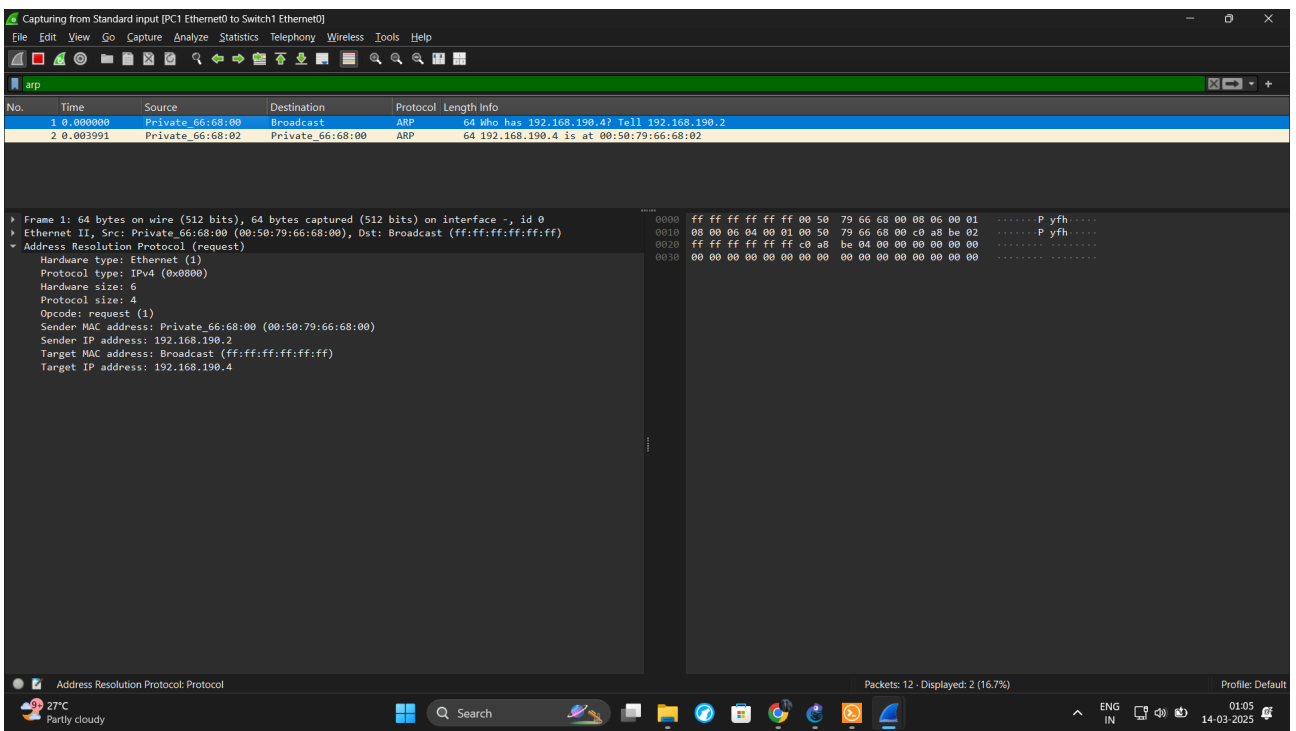 Capturing from Standard input [PC1 Ethernet0 to Switch1 Ethernet0]
File Edit View Go Capture Analyze Statistics Telephony Wireless Tools Help
arp
No. Time Source Destination Protocol Length Info
1 0.000000 Private_66:68:00 Broadcast ARP 64 Who has 192.168.190.4? Tell 192.168.190.2
2 0.003991 Private_66:68:02 Private_66:68:00 ARP 64 192.168.190.4 is at 00:50:79:66:68:02
Frame 1: 64 bytes on wire (512 bits), 64 bytes captured (512 bits) on interface -, id 0
Ethernet II, Src: Private_66:68:00 (00:50:79:66:68:00), Dst: Broadcast (ff:ff:ff:ff:ff:ff)
Address Resolution Protocol (request)
Hardware type: Ethernet (1)
Protocol type: IPv4 (0x0800)
Hardware size: 6
Protocol size: 4
Opcode: request (1)
Sender MAC address: Private_66:68:00 (00:50:79:66:68:00)
Sender IP address: 192.168.190.2
Target MAC address: Broadcast (ff:ff:ff:ff:ff:ff)
Target IP address: 192.168.190.4
0000 ff ff ff ff ff ff 00 50 79 66 68 00 08 06 00 01 ·······P yfh·····
0010 08 00 06 04 00 01 00 50 79 66 68 00 c0 a8 be 02 ·······P yfh·····
0020 ff ff ff ff ff ff c0 a8 be 04 00 00 00 00 00 00 ········ ········
0030 00 00 00 00 00 00 00 00 00 00 00 00 00 00 00 00 ········ ········
Address Resolution Protocol: Protocol
Packets: 12 · Displayed: 2 (16.7%)
Profile: Default
9+
27°C
Partly cloudy
Search
ENG
IN
01:05
14-03-2025